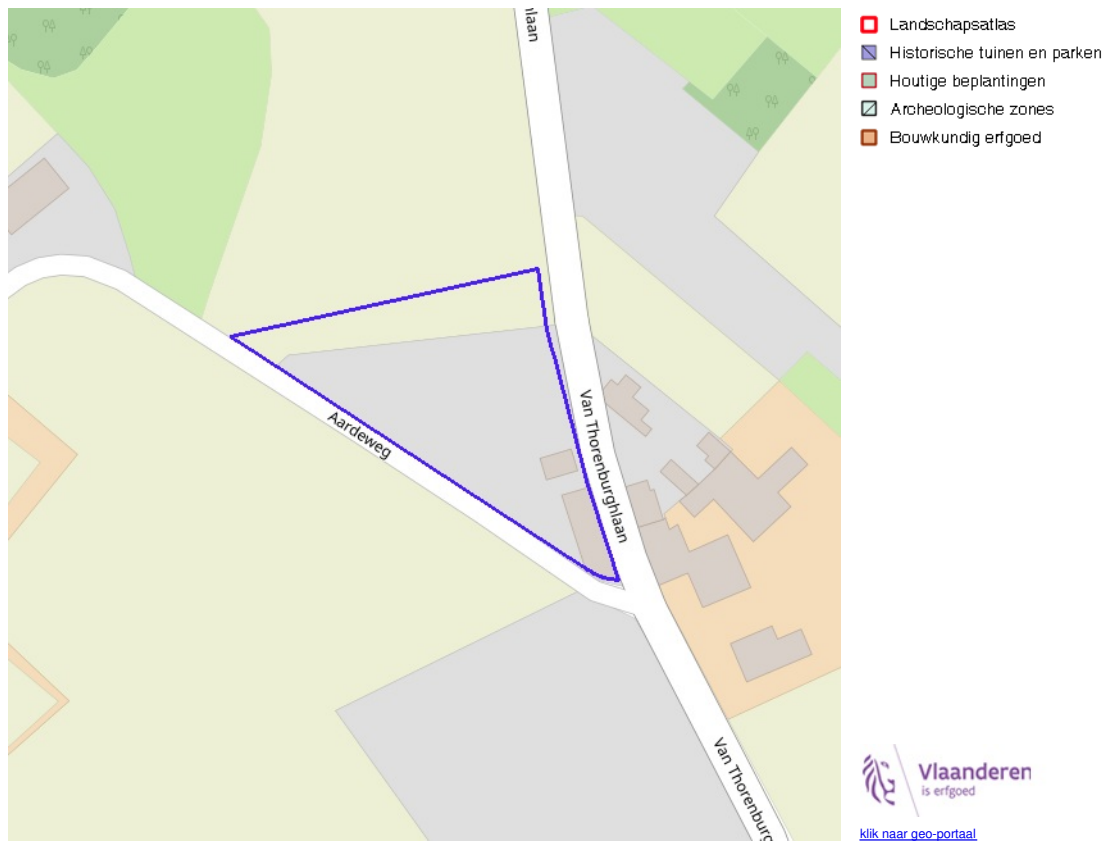 hlaan
Landschapsatlas
Historische tuinen en parken
Houtige beplantingen
Archeologische zones
Bouwkundig erfgoed
Aardeweg
Van Thorenburghlaan
Van Thorenburg
Vlaanderen
is erfgoed
klik naar geo-portaal